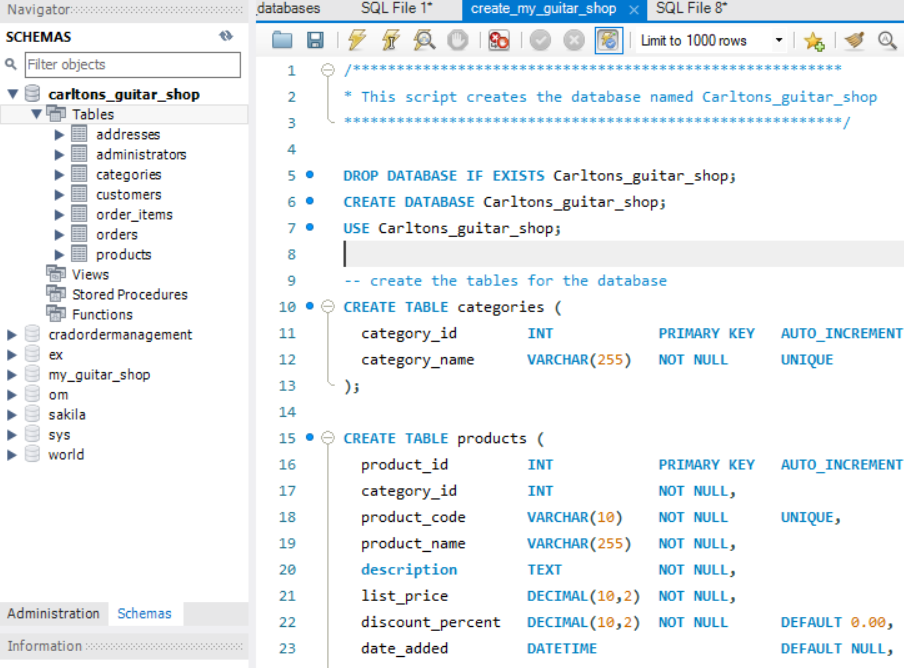 Navigator
SCHEMAS
Filter objects
carltons_guitar_shop
Tables
addresses
administrators
categories
customers
order_items
orders
products
Views
Stored Procedures
Functions
cradordermanagement
ex
my_guitar_shop
om
sakila
sys
world
Administration Schemas
Information
databases SQL File 1* create_my_guitar_shop × SQL File 8*
Limit to 1000 rows
1 /********************************************************
2 * This script creates the database named Carltons_guitar_shop
3 *********************************************************/
4
5 DROP DATABASE IF EXISTS Carltons_guitar_shop;
6 CREATE DATABASE Carltons_guitar_shop;
7 USE Carltons_guitar_shop;
8
9 -- create the tables for the database
10 CREATE TABLE categories (
11 category_id INT PRIMARY KEY AUTO_INCREMENT
12 category_name VARCHAR(255) NOT NULL UNIQUE
13 );
14
15 CREATE TABLE products (
16 product_id INT PRIMARY KEY AUTO_INCREMENT
17 category_id INT NOT NULL,
18 product_code VARCHAR(10) NOT NULL UNIQUE,
19 product_name VARCHAR(255) NOT NULL,
20 description TEXT NOT NULL,
21 list_price DECIMAL(10,2) NOT NULL,
22 discount_percent DECIMAL(10,2) NOT NULL DEFAULT 0.00,
23 date_added DATETIME DEFAULT NULL,